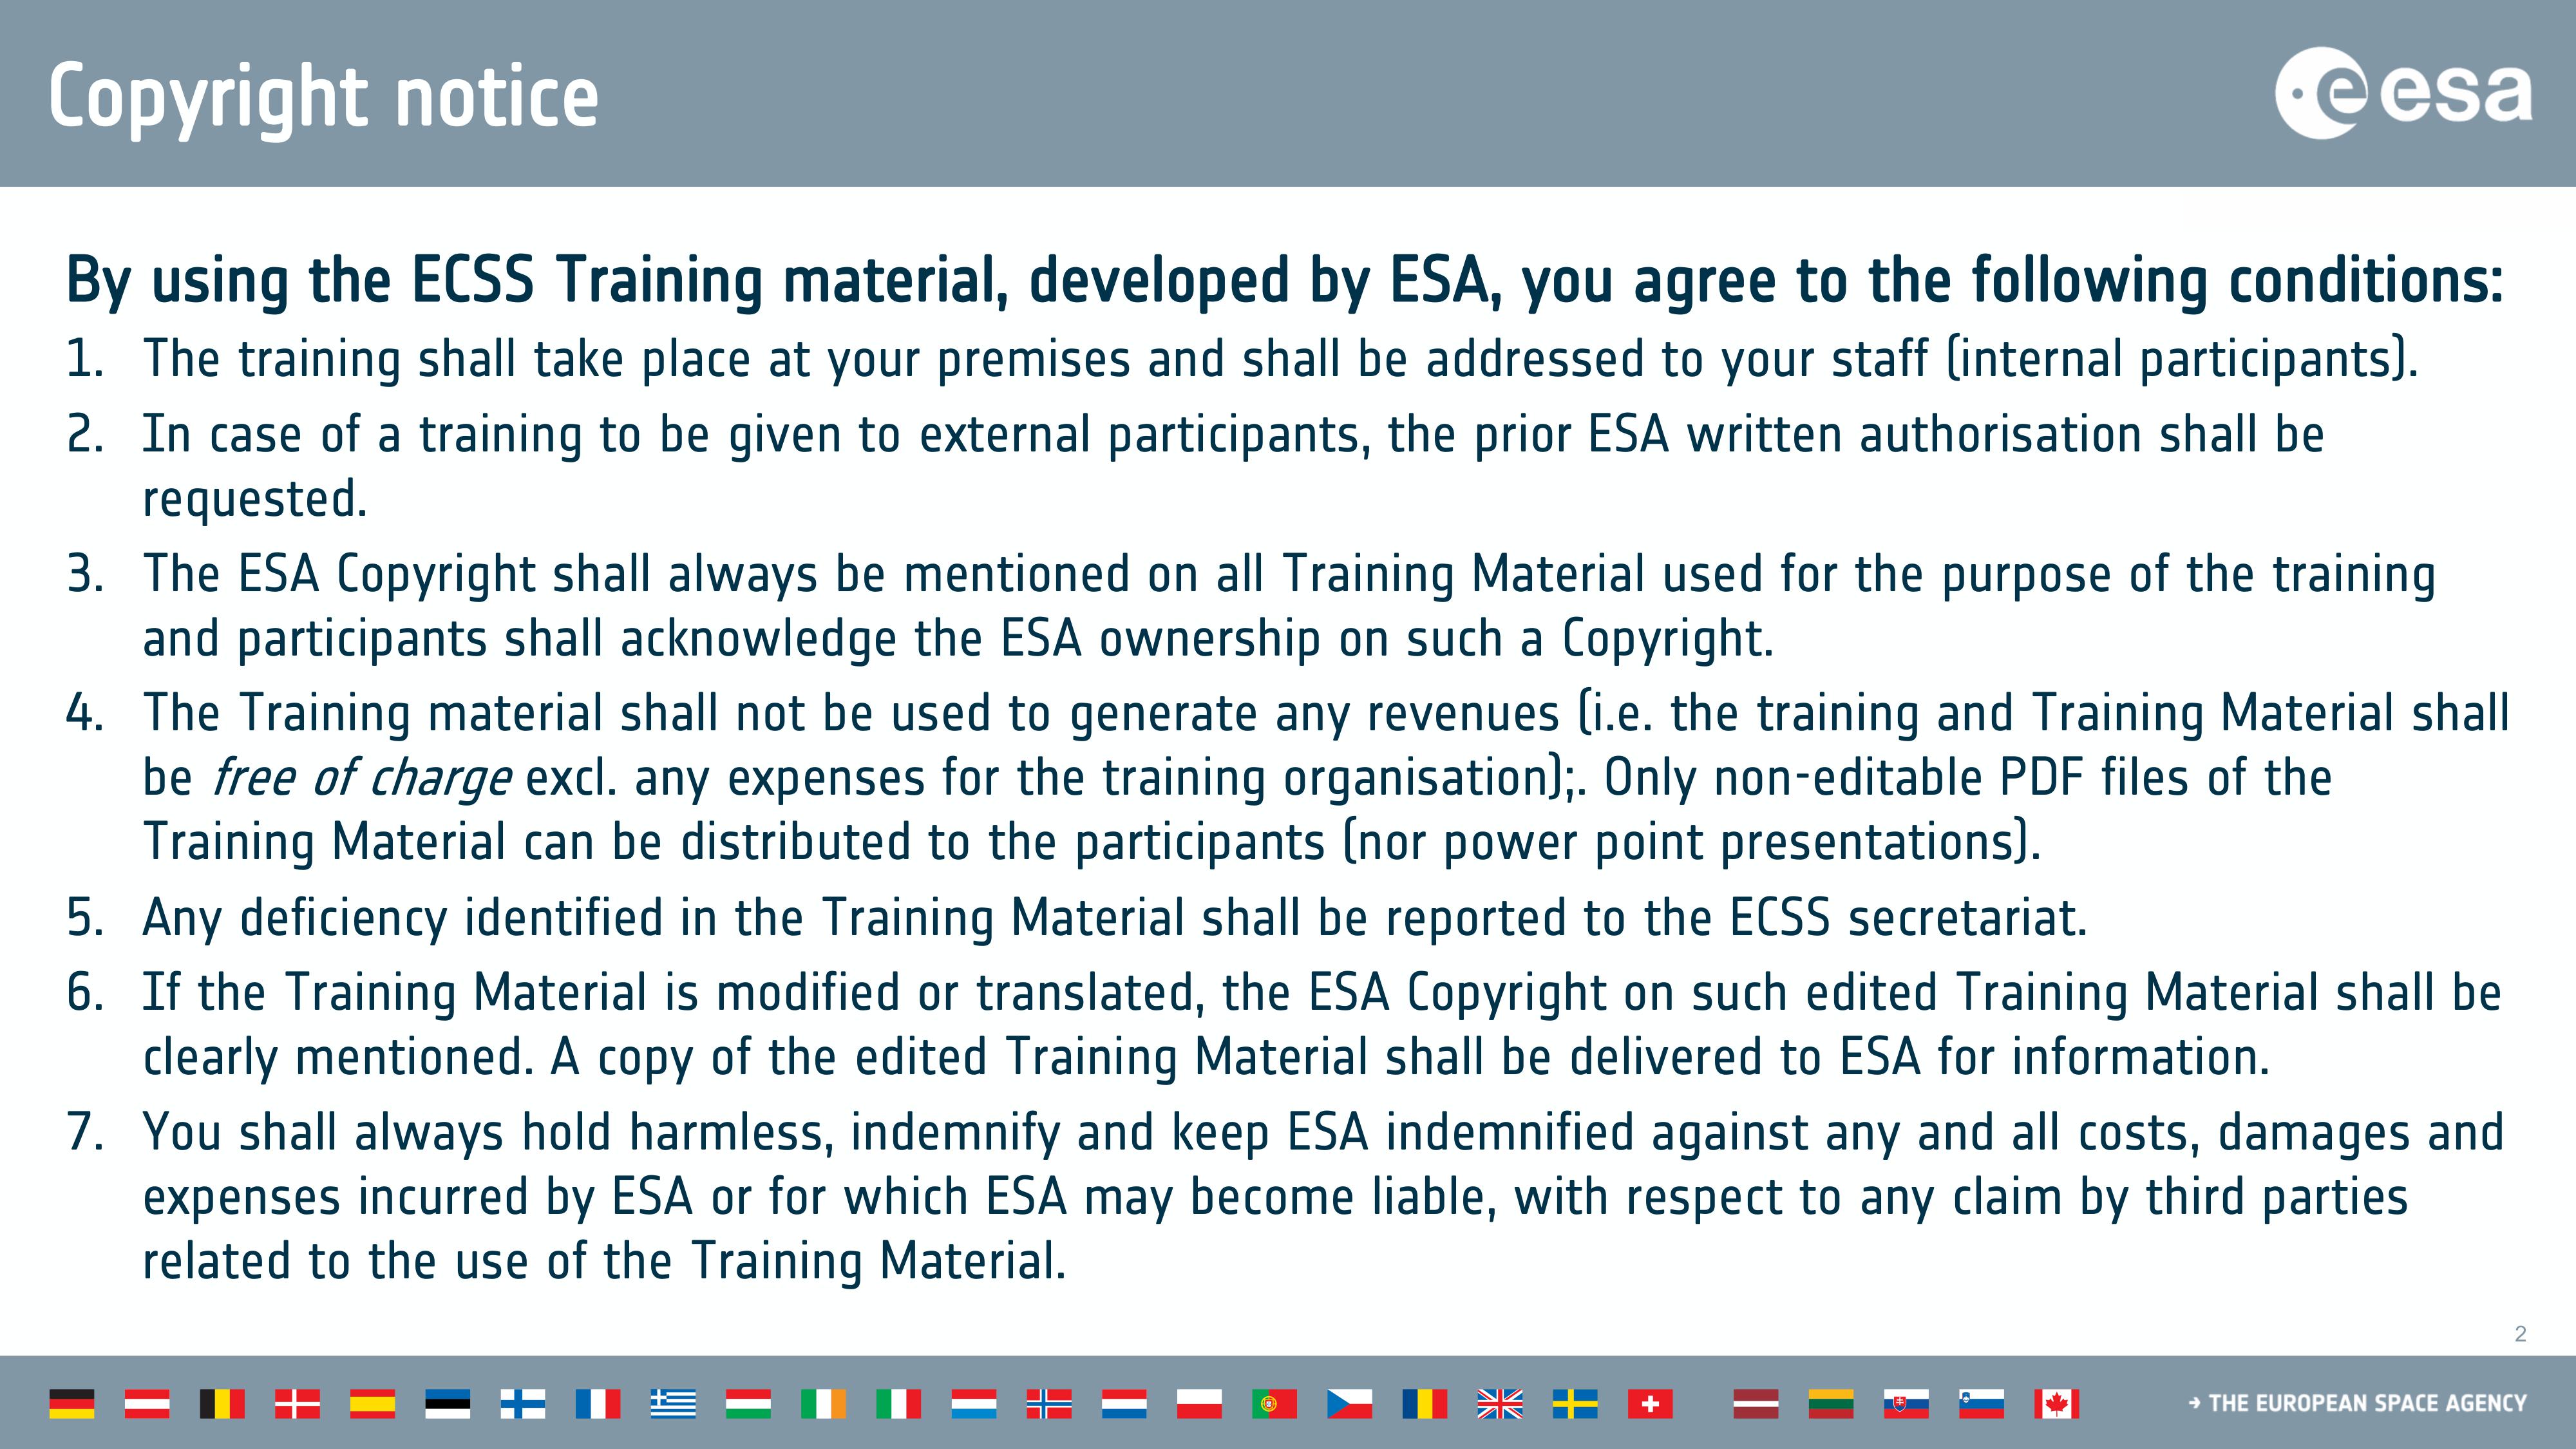 Copyright notice
esa
By using the ECSS Training material, developed by ESA, you agree to the following conditions:
1. The training shall take place at your premises and shall be addressed to your staff (internal participants).
2. In case of a training to be given to external participants, the prior ESA written authorisation shall be
requested.
3. The ESA Copyright shall always be mentioned on all Training Material used for the purpose of the training
and participants shall acknowledge the ESA ownership on such a Copyright.
4. The Training material shall not be used to generate any revenues (i.e. the training and Training Material shall
be free of charge excl. any expenses for the training organisation);. Only non-editable PDF files of the
Training Material can be distributed to the participants (nor power point presentations).
5. Any deficiency identified in the Training Material shall be reported to the ECSS secretariat.
6. If the Training Material is modified or translated, the ESA Copyright on such edited Training Material shall be
clearly mentioned. A copy of the edited Training Material shall be delivered to ESA for information.
7. You shall always hold harmless, indemnify and keep ESA indemnified against any and all costs, damages and
expenses incurred by ESA or for which ESA may become liable, with respect to any claim by third parties
related to the use of the Training Material.
2
→ THE EUROPEAN SPACE AGENCY